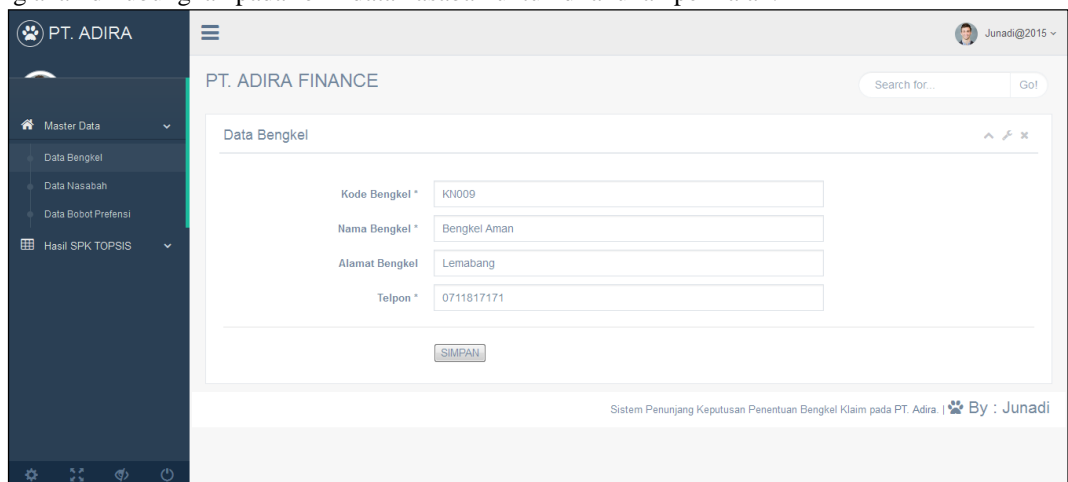 PT. ADIRA
Junadi@2015
PT. ADIRA FINANCE
Search for...
Go!
Master Data
Data Bengkel
Data Nasabah
Data Bobot Prefensi
Hasil SPK TOPSIS
Data Bengkel
Kode Bengkel * KN009
Nama Bengkel * Bengkel Aman
Alamat Bengkel Lemabang
Telpon * 0711817171
SIMPAN
Sistem Penunjang Keputusan Penentuan Bengkel Klaim pada PT. Adira. | By : Junadi